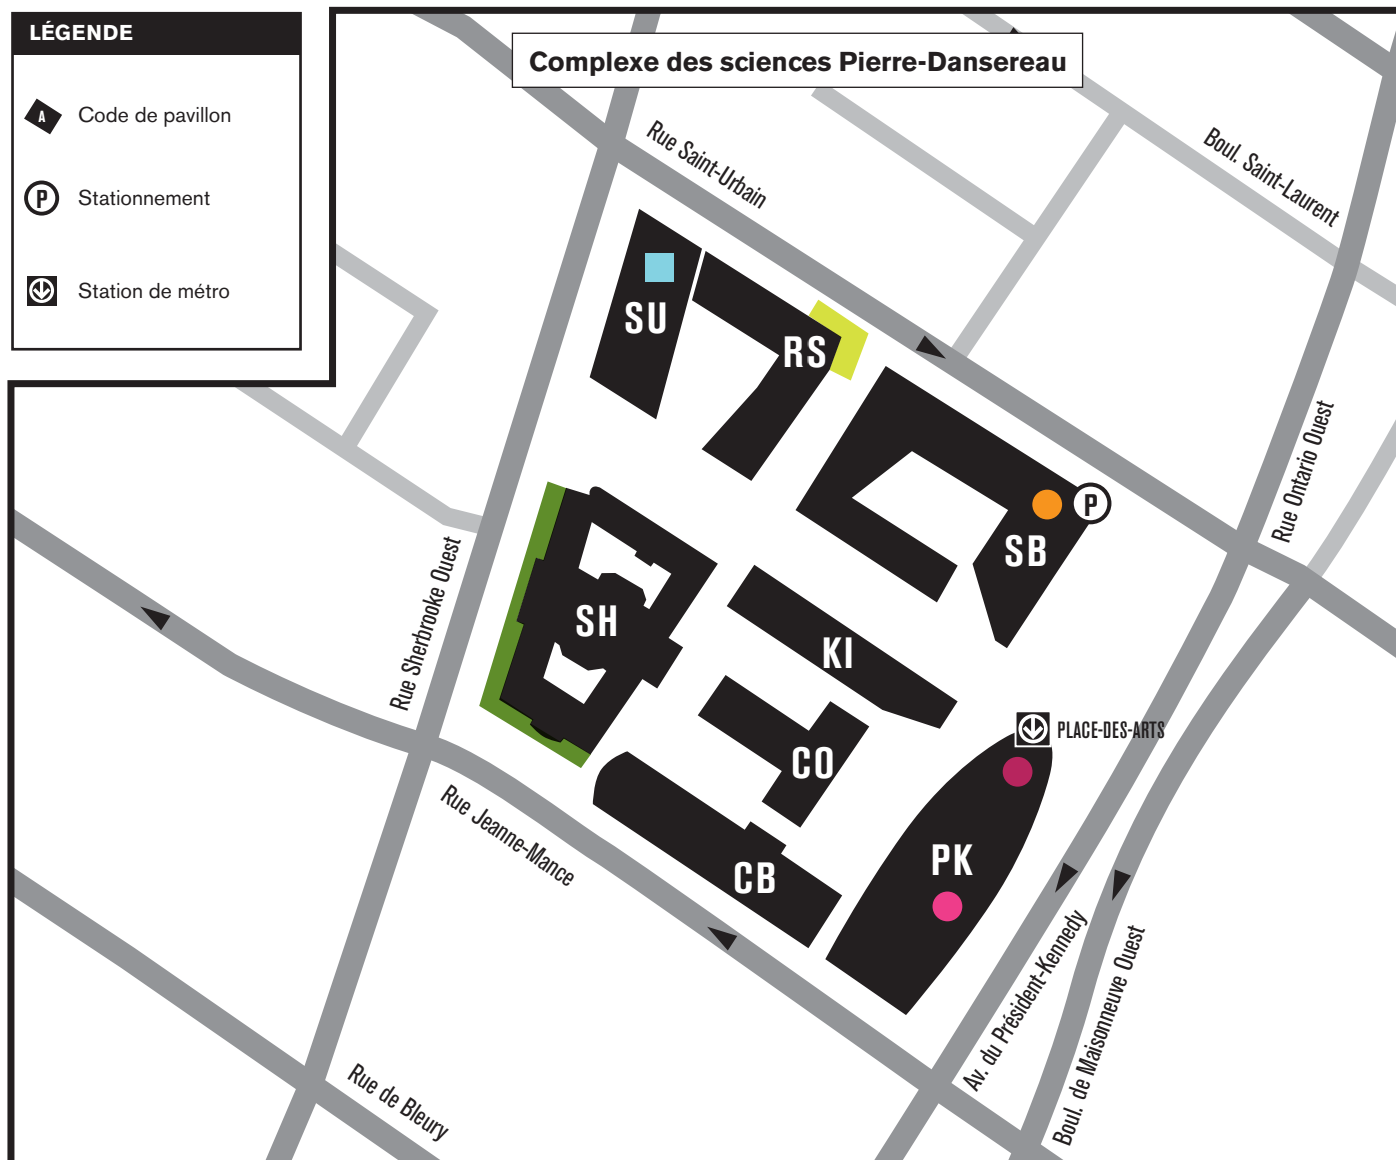 LÉGENDE
A
Code de pavillon
P
Stationnement
Station de métro
Complexe des sciences Pierre-Dansereau
Rue Saint-Urbain
Boul. Saint-Laurent
SU
RS
Rue Ontario Ouest
P
SB
Rue Sherbrooke Ouest
SH
KI
PLACE-DES-ARTS
CO
Rue Jeanne-Mance
CB
PK
Av. du Président-Kennedy
Boul. de Maisonneuve Ouest
Rue de Bleury